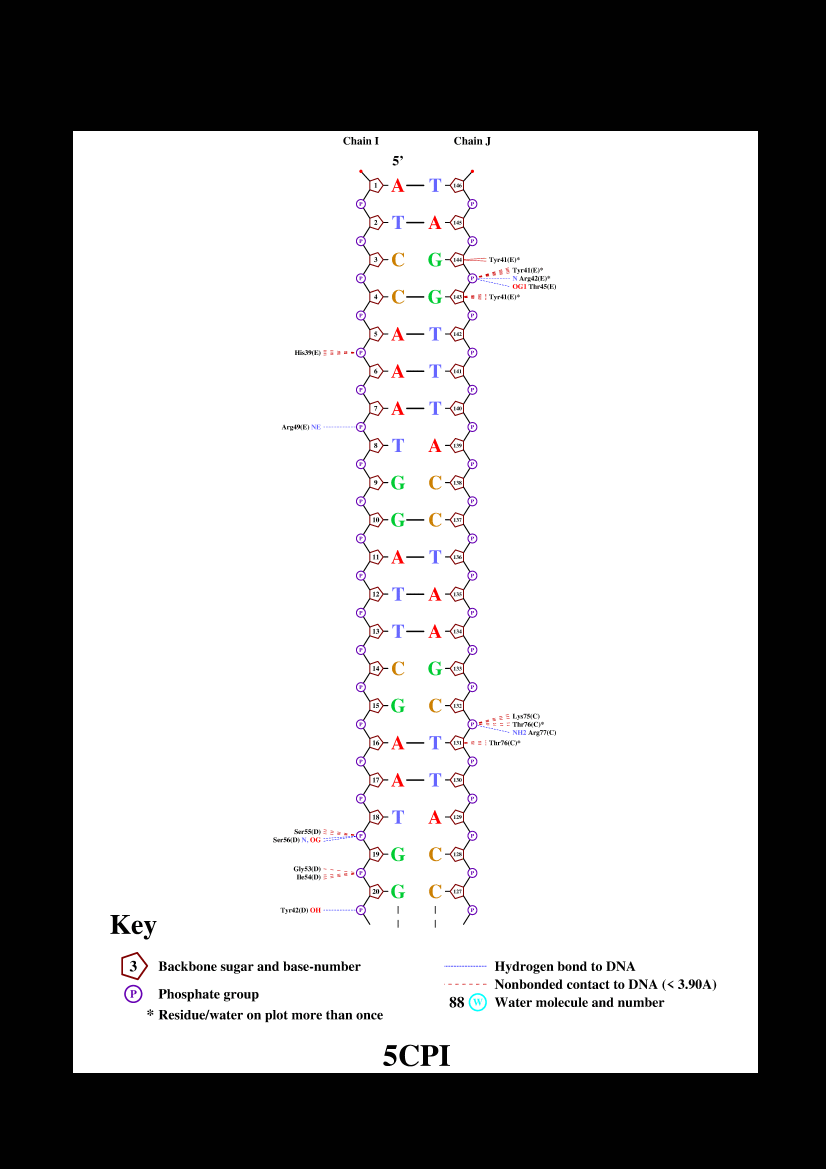 Chain I Chain J
5’
1 A T 146
P P
2 T A 145
P P
3 C G 144 Tyr41(E)*
Tyr41(E)*
P P N Arg42(E)*
OG1 Thr45(E)
4 C G 143 Tyr41(E)*
P P
5 A T 142
His39(E) P P
6 A T 141
P P
7 A T 140
Arg49(E) NE P P
8 T A 139
P P
9 G C 138
P P
10 G C 137
P P
11 A T 136
P P
12 T A 135
P P
13 T A 134
P P
14 C G 133
P P
15 G C 132
Lys75(C)
P P Thr76(C)*
NH2 Arg77(C)
16 A T 131 Thr76(C)*
P P
17 A T 130
P P
18 T A 129
Ser55(D) P P
Ser56(D) N, OG
19 G C 128
Gly53(D) P P
Ile54(D)
20 G C 127
Tyr42(D) OH P P
Key
3 Backbone sugar and base-number
P Phosphate group
* Residue/water on plot more than once
Hydrogen bond to DNA
Nonbonded contact to DNA (< 3.90A)
88 W Water molecule and number
5CPI